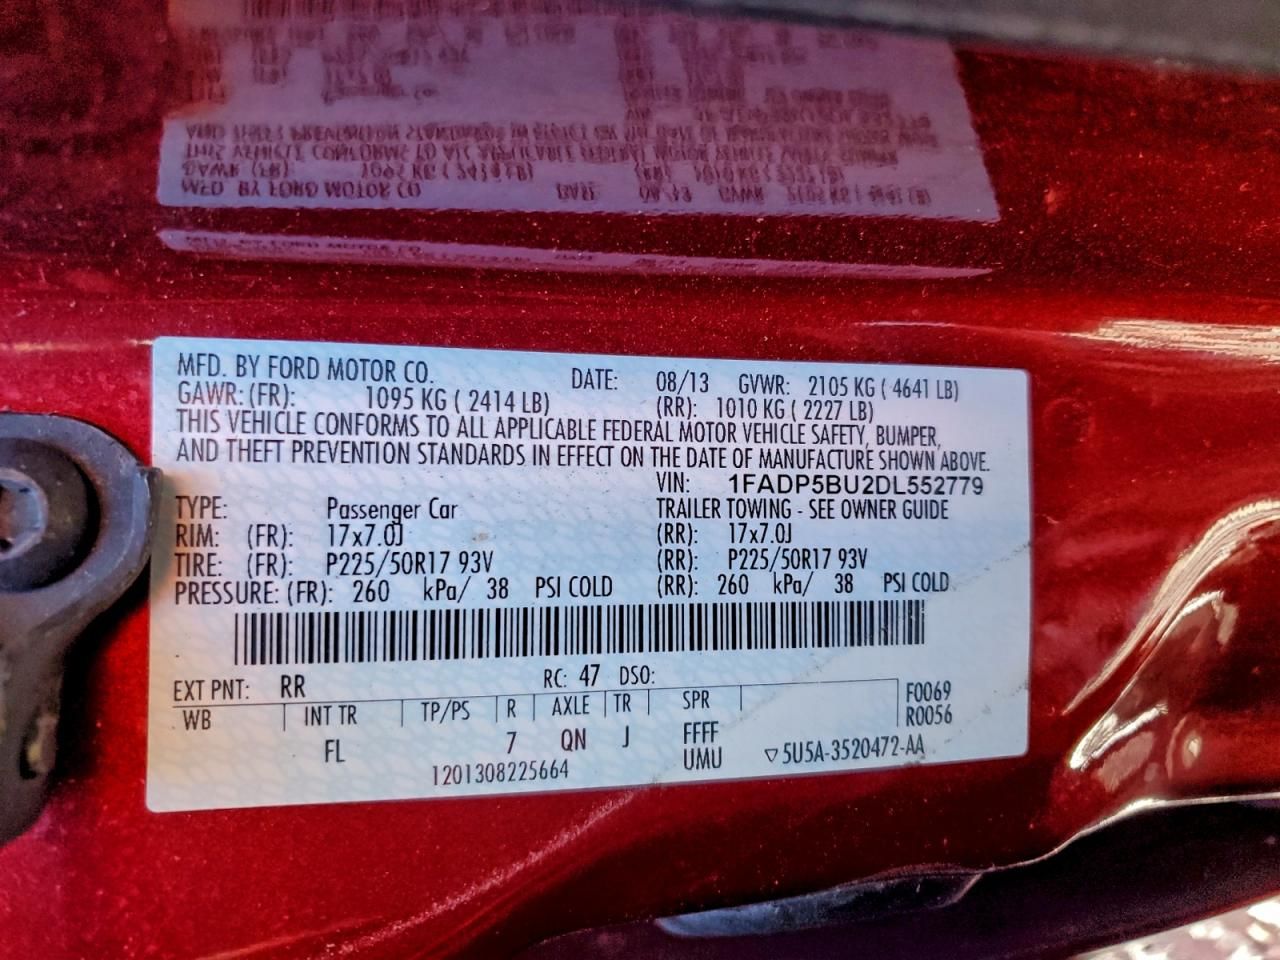 MFD. BY FORD MOTOR CO. DATE: 08/13 GVWR: 2105 KG ( 4641 LB)
GAWR: (FR): 1095 KG ( 2414 LB) (RR): 1010 KG ( 2227 LB)
THIS VEHICLE CONFORMS TO ALL APPLICABLE FEDERAL MOTOR VEHICLE SAFETY, BUMPER,
AND THEFT PREVENTION STANDARDS IN EFFECT ON THE DATE OF MANUFACTURE SHOWN ABOVE.
VIN: 1FADP5BU2DL552779
TYPE: Passenger Car TRAILER TOWING - SEE OWNER GUIDE
RIM: (FR): 17x7.0J (RR): 17x7.0J
TIRE: (FR): P225/50R17 93V (RR): P225/50R17 93V
PRESSURE: (FR): 260 kPa/ 38 PSI COLD (RR): 260 kPa/ 38 PSI COLD
EXT PNT: RR RC: 47 DSO:
WB INT TR TP/PS R AXLE TR SPR F0069
R0056
FL 7 QN J FFFF
UMU ▽5U5A-3520472-AA
1201308225664